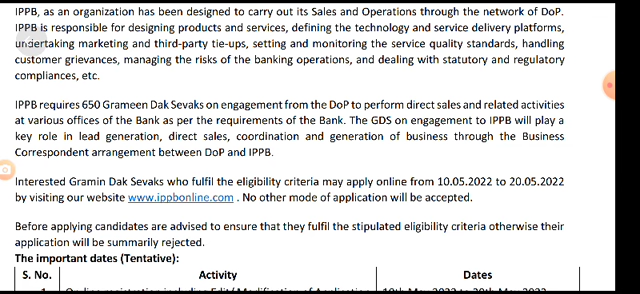 IPPB, as an organization has been designed to carry out its Sales and Operations through the network of DoP.
IPPB is responsible for designing products and services, defining the technology and service delivery platforms,
undertaking marketing and third-party tie-ups, setting and monitoring the service quality standards, handling
customer grievances, managing the risks of the banking operations, and dealing with statutory and regulatory
compliances, etc.
IPPB requires 650 Grameen Dak Sevaks on engagement from the DoP to perform direct sales and related activities
at various offices of the Bank as per the requirements of the Bank. The GDS on engagement to IPPB will play a
key role in lead generation, direct sales, coordination and generation of business through the Business
Correspondent arrangement between DoP and IPPB.
Interested Gramin Dak Sevaks who fulfil the eligibility criteria may apply online from 10.05.2022 to 20.05.2022
by visiting our website www.ippbonline.com . No other mode of application will be accepted.
Before applying candidates are advised to ensure that they fulfil the stipulated eligibility criteria otherwise their
application will be summarily rejected.
The important dates (Tentative):
S. No. Activity Dates